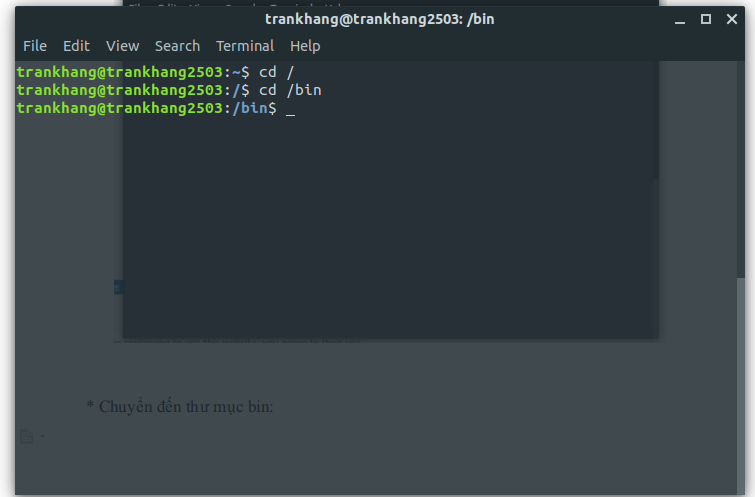 trankhang@trankhang2503: /bin
File Edit View Search Terminal Help
trankhang@trankhang2503:~$ cd /
trankhang@trankhang2503:/$ cd /bin
trankhang@trankhang2503:/bin$ _
* Chuyển đến thư mục bin: